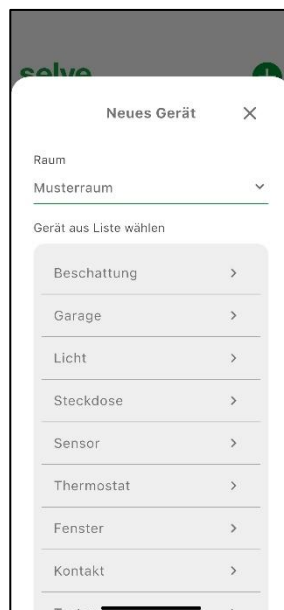 selve
Neues Gerät
Raum
Musterraum
Gerät aus Liste wählen
Beschattung
Garage
Licht
Steckdose
Sensor
Thermostat
Fenster
Kontakt